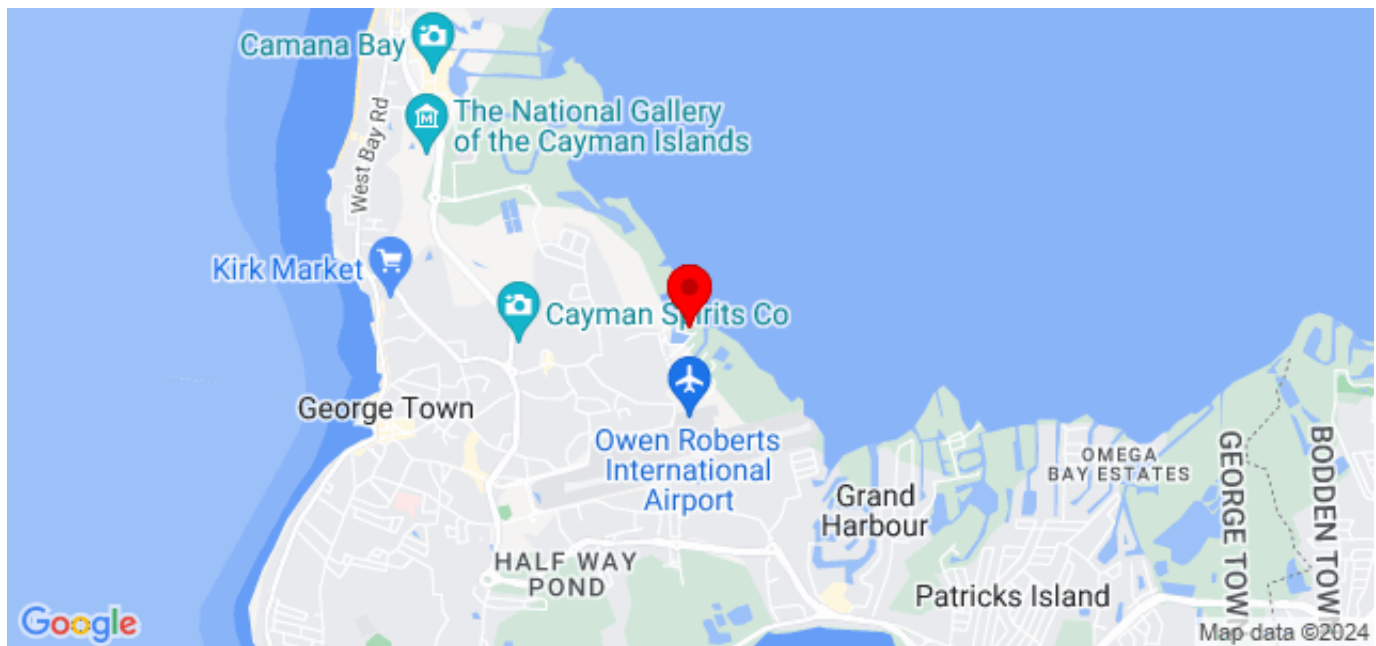 Camana Bay
The National Gallery
of the Cayman Islands
West Bay Rd
Kirk Market
Cayman Spirits Co
George Town
Owen Roberts
International
Airport
OMEGA
BAY ESTATES
GEORGE TOWN
BODDEN TOWN
Grand
Harbour
HALF WAY
POND
Patricks Island
Google
Map data ©2024